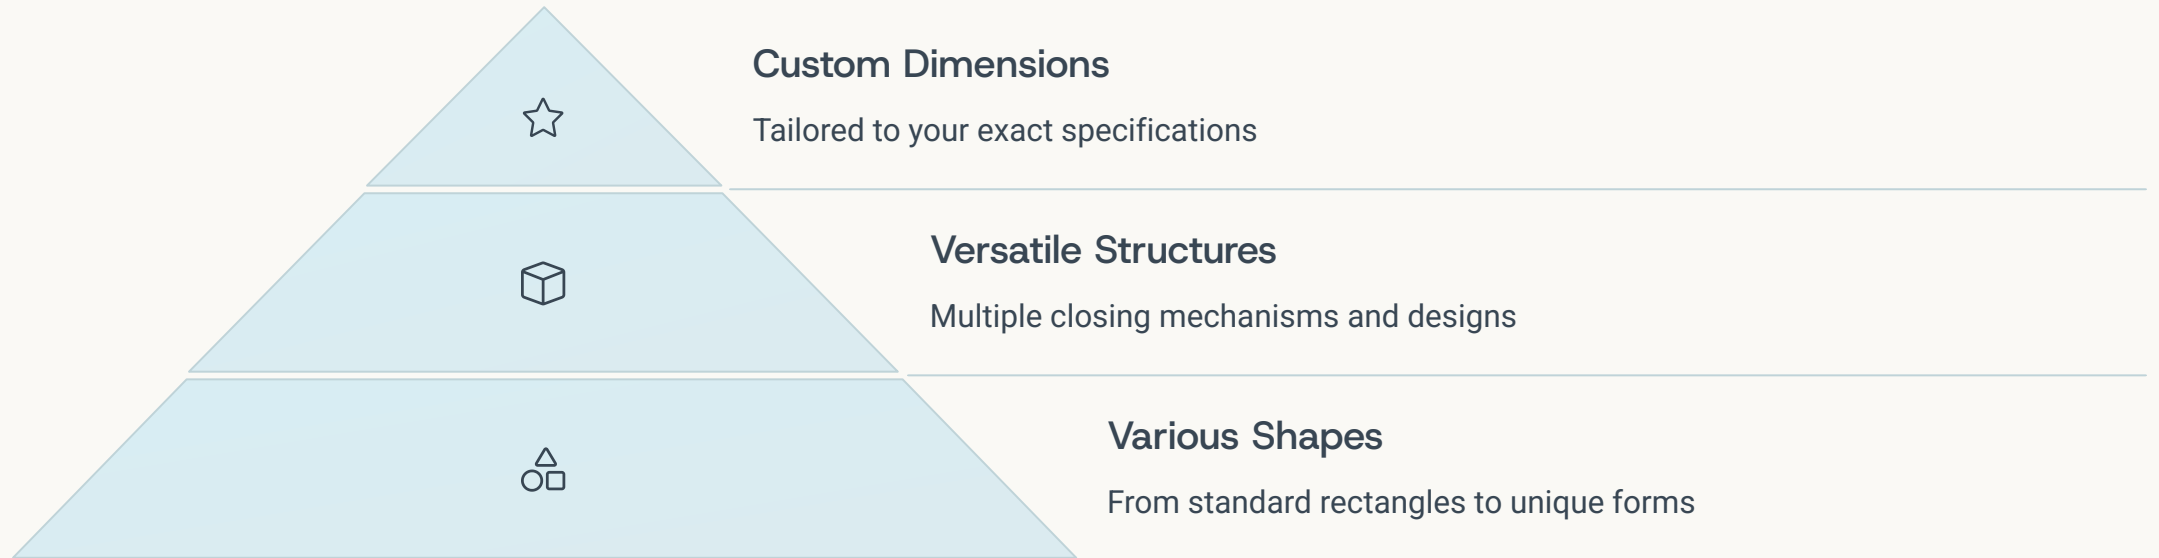 Custom Dimensions
Tailored to your exact specifications
Versatile Structures
Multiple closing mechanisms and designs
Various Shapes
From standard rectangles to unique forms